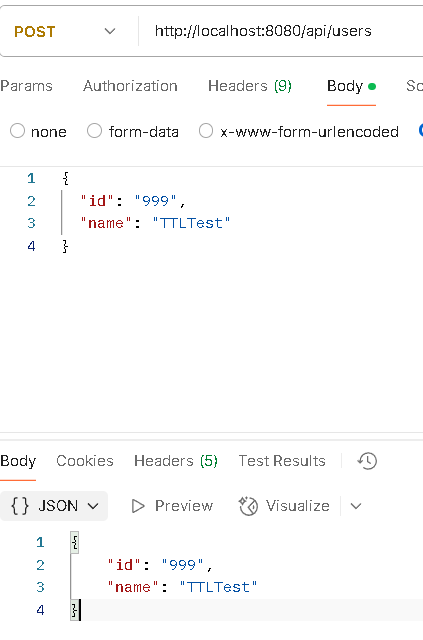 POST http://localhost:8080/api/users
Params Authorization Headers (9) Body
none form-data x-www-form-urlencoded
1 {
2 "id": "999",
3 "name": "TTLTest"
4 }
Body Cookies Headers (5) Test Results
{} JSON Preview Visualize
1 {
2 "id": "999",
3 "name": "TTLTest"
4 }